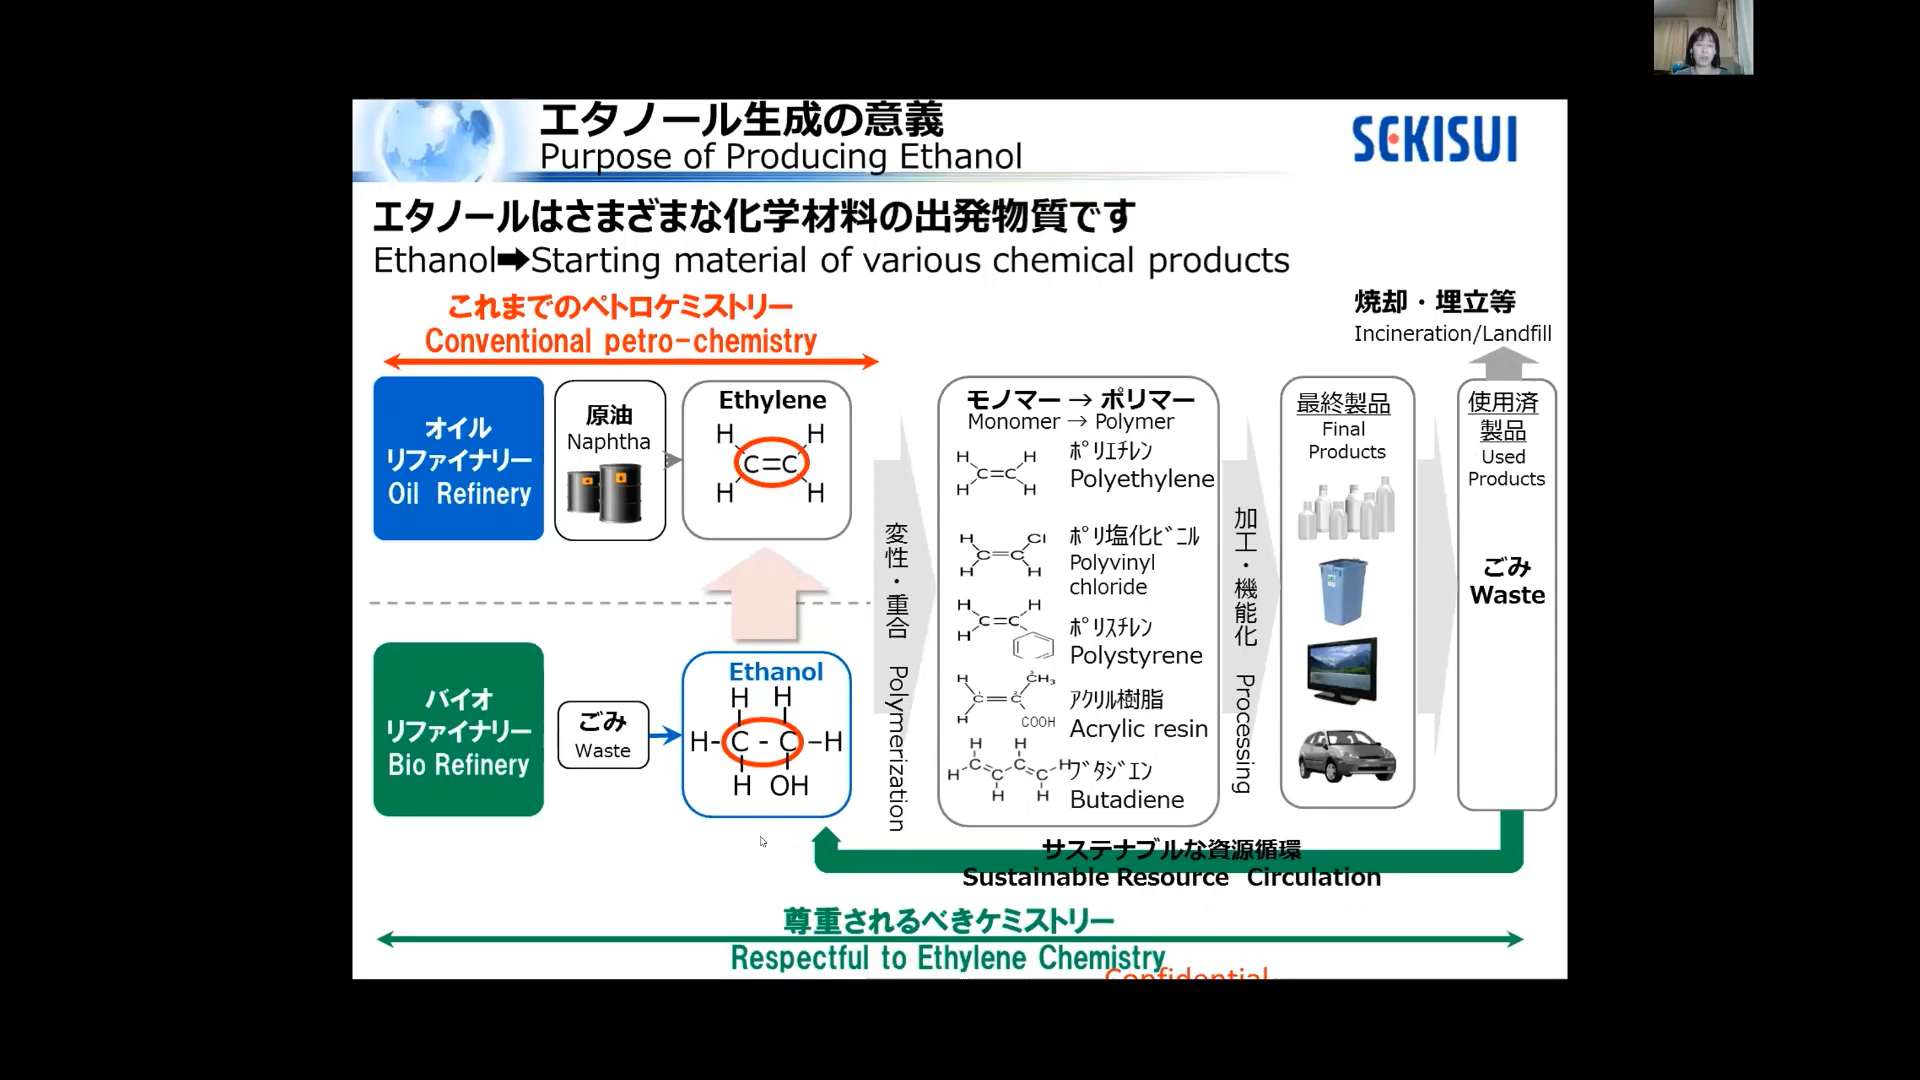 エタノール生成の意義
Purpose of Producing Ethanol
SEKISUI
エタノールはさまざまな化学材料の出発物質です
Ethanol➡Starting material of various chemical products
これまでのペトロケミストリー
Conventional petro-chemistry
焼却・埋立等
Incineration/Landfill
オイル
リファイナリー
Oil Refinery
原油
Naphtha
Ethylene
H H
C=C
H H
変性・重合 Polymerization
モノマー → ポリマー
Monomer → Polymer
H H
C=C
H H
ﾎﾟﾘｴﾁﾚﾝ
Polyethylene
H Cl
C=C
H H
ﾎﾟﾘ塩化ﾋﾞﾆﾙ
Polyvinyl
chloride
H H
C=C
H
ﾎﾟﾘｽﾁﾚﾝ
Polystyrene
H CH₃
C=C
H COOH
ｱｸﾘﾙ樹脂
Acrylic resin
H H
H C C C C H
H H
ﾌﾞﾀｼﾞｴﾝ
Butadiene
加工・機能化 Processing
最終製品
Final
Products
使用済
製品
Used
Products
ごみ
Waste
バイオ
リファイナリー
Bio Refinery
ごみ
Waste
Ethanol
H H
H-C-C-H
H OH
サステナブルな資源循環
Sustainable Resource Circulation
尊重されるべきケミストリー
Respectful to Ethylene Chemistry
Confidential